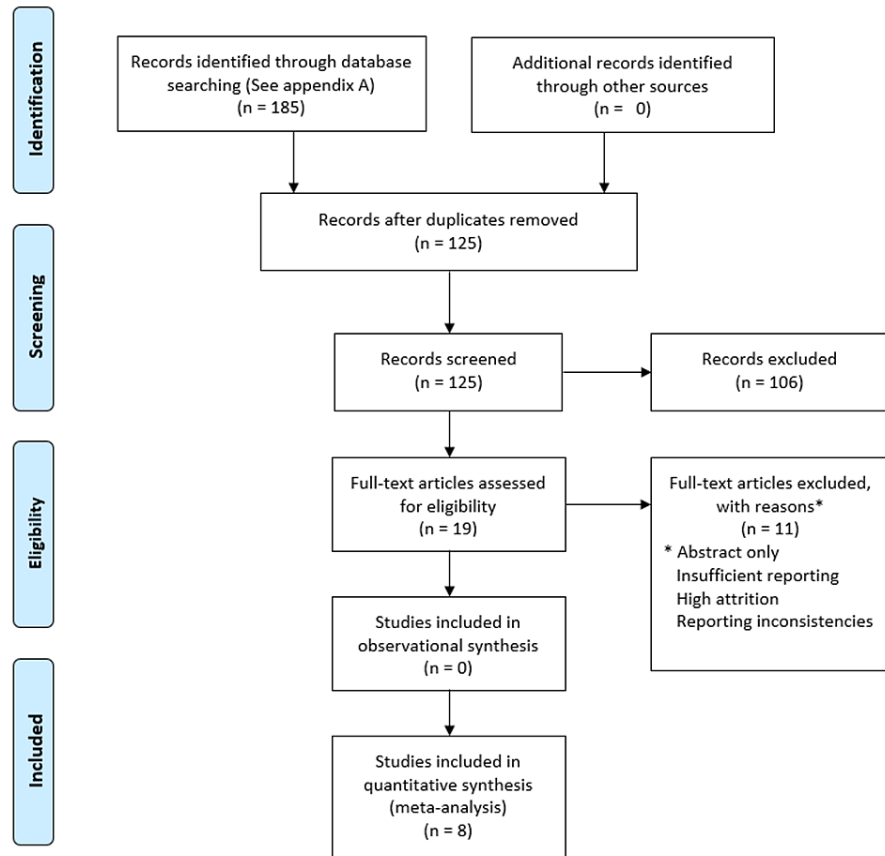 Identification
Records identified through database
searching (See appendix A)
(n = 185)
Additional records identified
through other sources
(n =   0)
Records after duplicates removed
(n = 125)
Screening
Records screened
(n = 125)
Records excluded
(n = 106)
Eligibility
Full-text articles assessed
for eligibility
(n = 19)
Full-text articles excluded,
with reasons*
(n = 11)
* Abstract only
Insufficient reporting
High attrition
Reporting inconsistencies
Studies included in
observational synthesis
(n = 0)
Included
Studies included in
quantitative synthesis
(meta-analysis)
(n = 8)